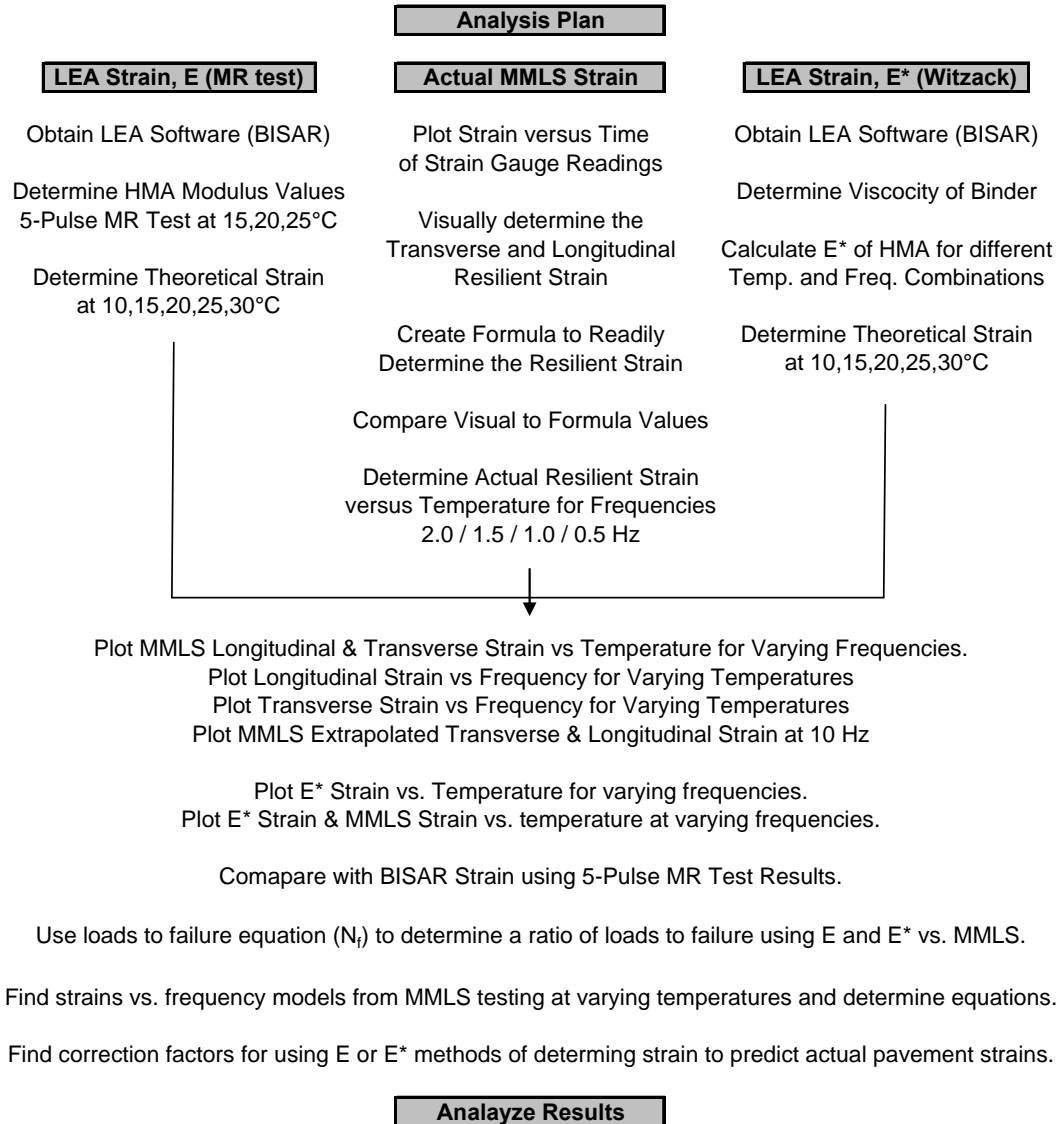 Analysis Plan
LEA Strain, E (MR test)
Obtain LEA Software (BISAR)
Determine HMA Modulus Values
5-Pulse MR Test at 15,20,25°C
Determine Theoretical Strain
at 10,15,20,25,30°C
Actual MMLS Strain
Plot Strain versus Time
of Strain Gauge Readings
Visually determine the
Transverse and Longitudinal
Resilient Strain
Create Formula to Readily
Determine the Resilient Strain
Compare Visual to Formula Values
Determine Actual Resilient Strain
versus Temperature for Frequencies
2.0 / 1.5 / 1.0 / 0.5 Hz
LEA Strain, E* (Witzack)
Obtain LEA Software (BISAR)
Determine Viscocity of Binder
Calculate E* of HMA for different
Temp. and Freq. Combinations
Determine Theoretical Strain
at 10,15,20,25,30°C
Plot MMLS Longitudinal & Transverse Strain vs Temperature for Varying Frequencies.
Plot Longitudinal Strain vs Frequency for Varying Temperatures
Plot Transverse Strain vs Frequency for Varying Temperatures
Plot MMLS Extrapolated Transverse & Longitudinal Strain at 10 Hz
Plot E* Strain vs. Temperature for varying frequencies.
Plot E* Strain & MMLS Strain vs. temperature at varying frequencies.
Comapare with BISAR Strain using 5-Pulse MR Test Results.
Use loads to failure equation (Nf) to determine a ratio of loads to failure using E and E* vs. MMLS.
Find strains vs. frequency models from MMLS testing at varying temperatures and determine equations.
Find correction factors for using E or E* methods of determing strain to predict actual pavement strains.
Analayze Results